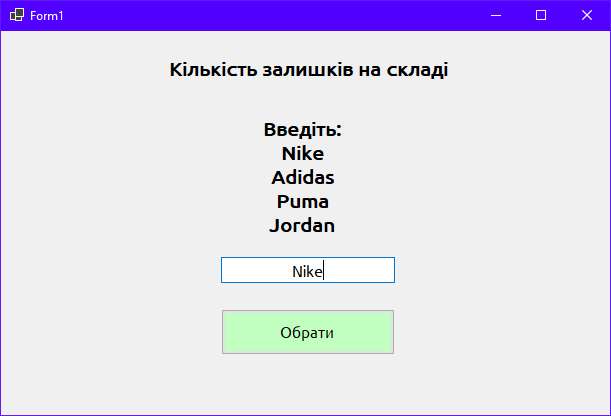 Form1
Кількість залишків на складі
Введіть:
Nike
Adidas
Puma
Jordan
Nike
Обрати